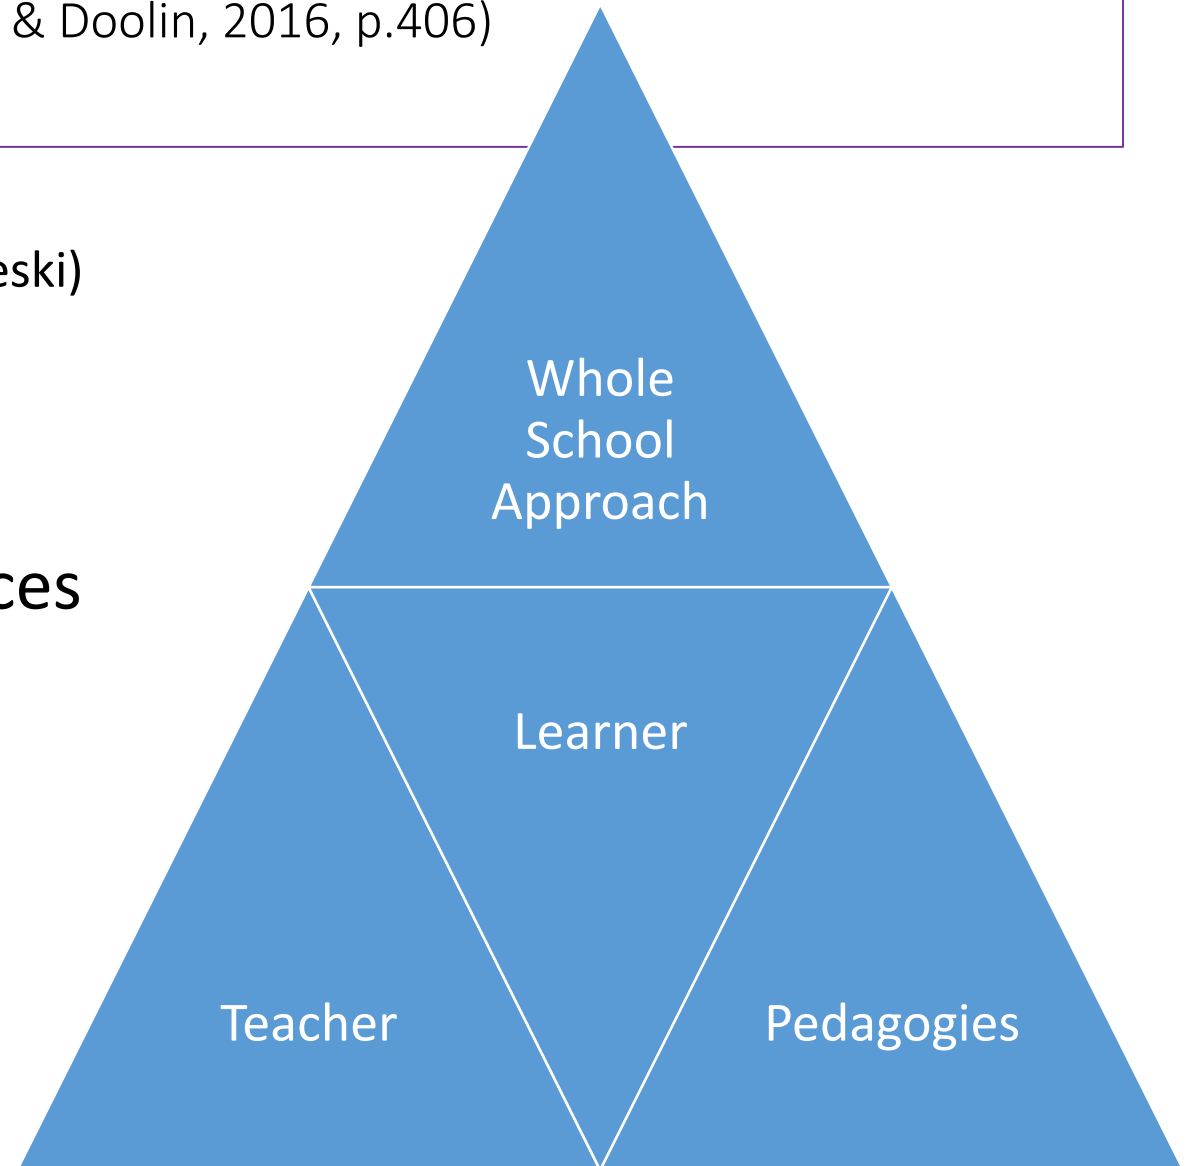 & Doolin, 2016, p.406)
eski)
Whole
School
Approach
ces
Learner
Teacher
Pedagogies